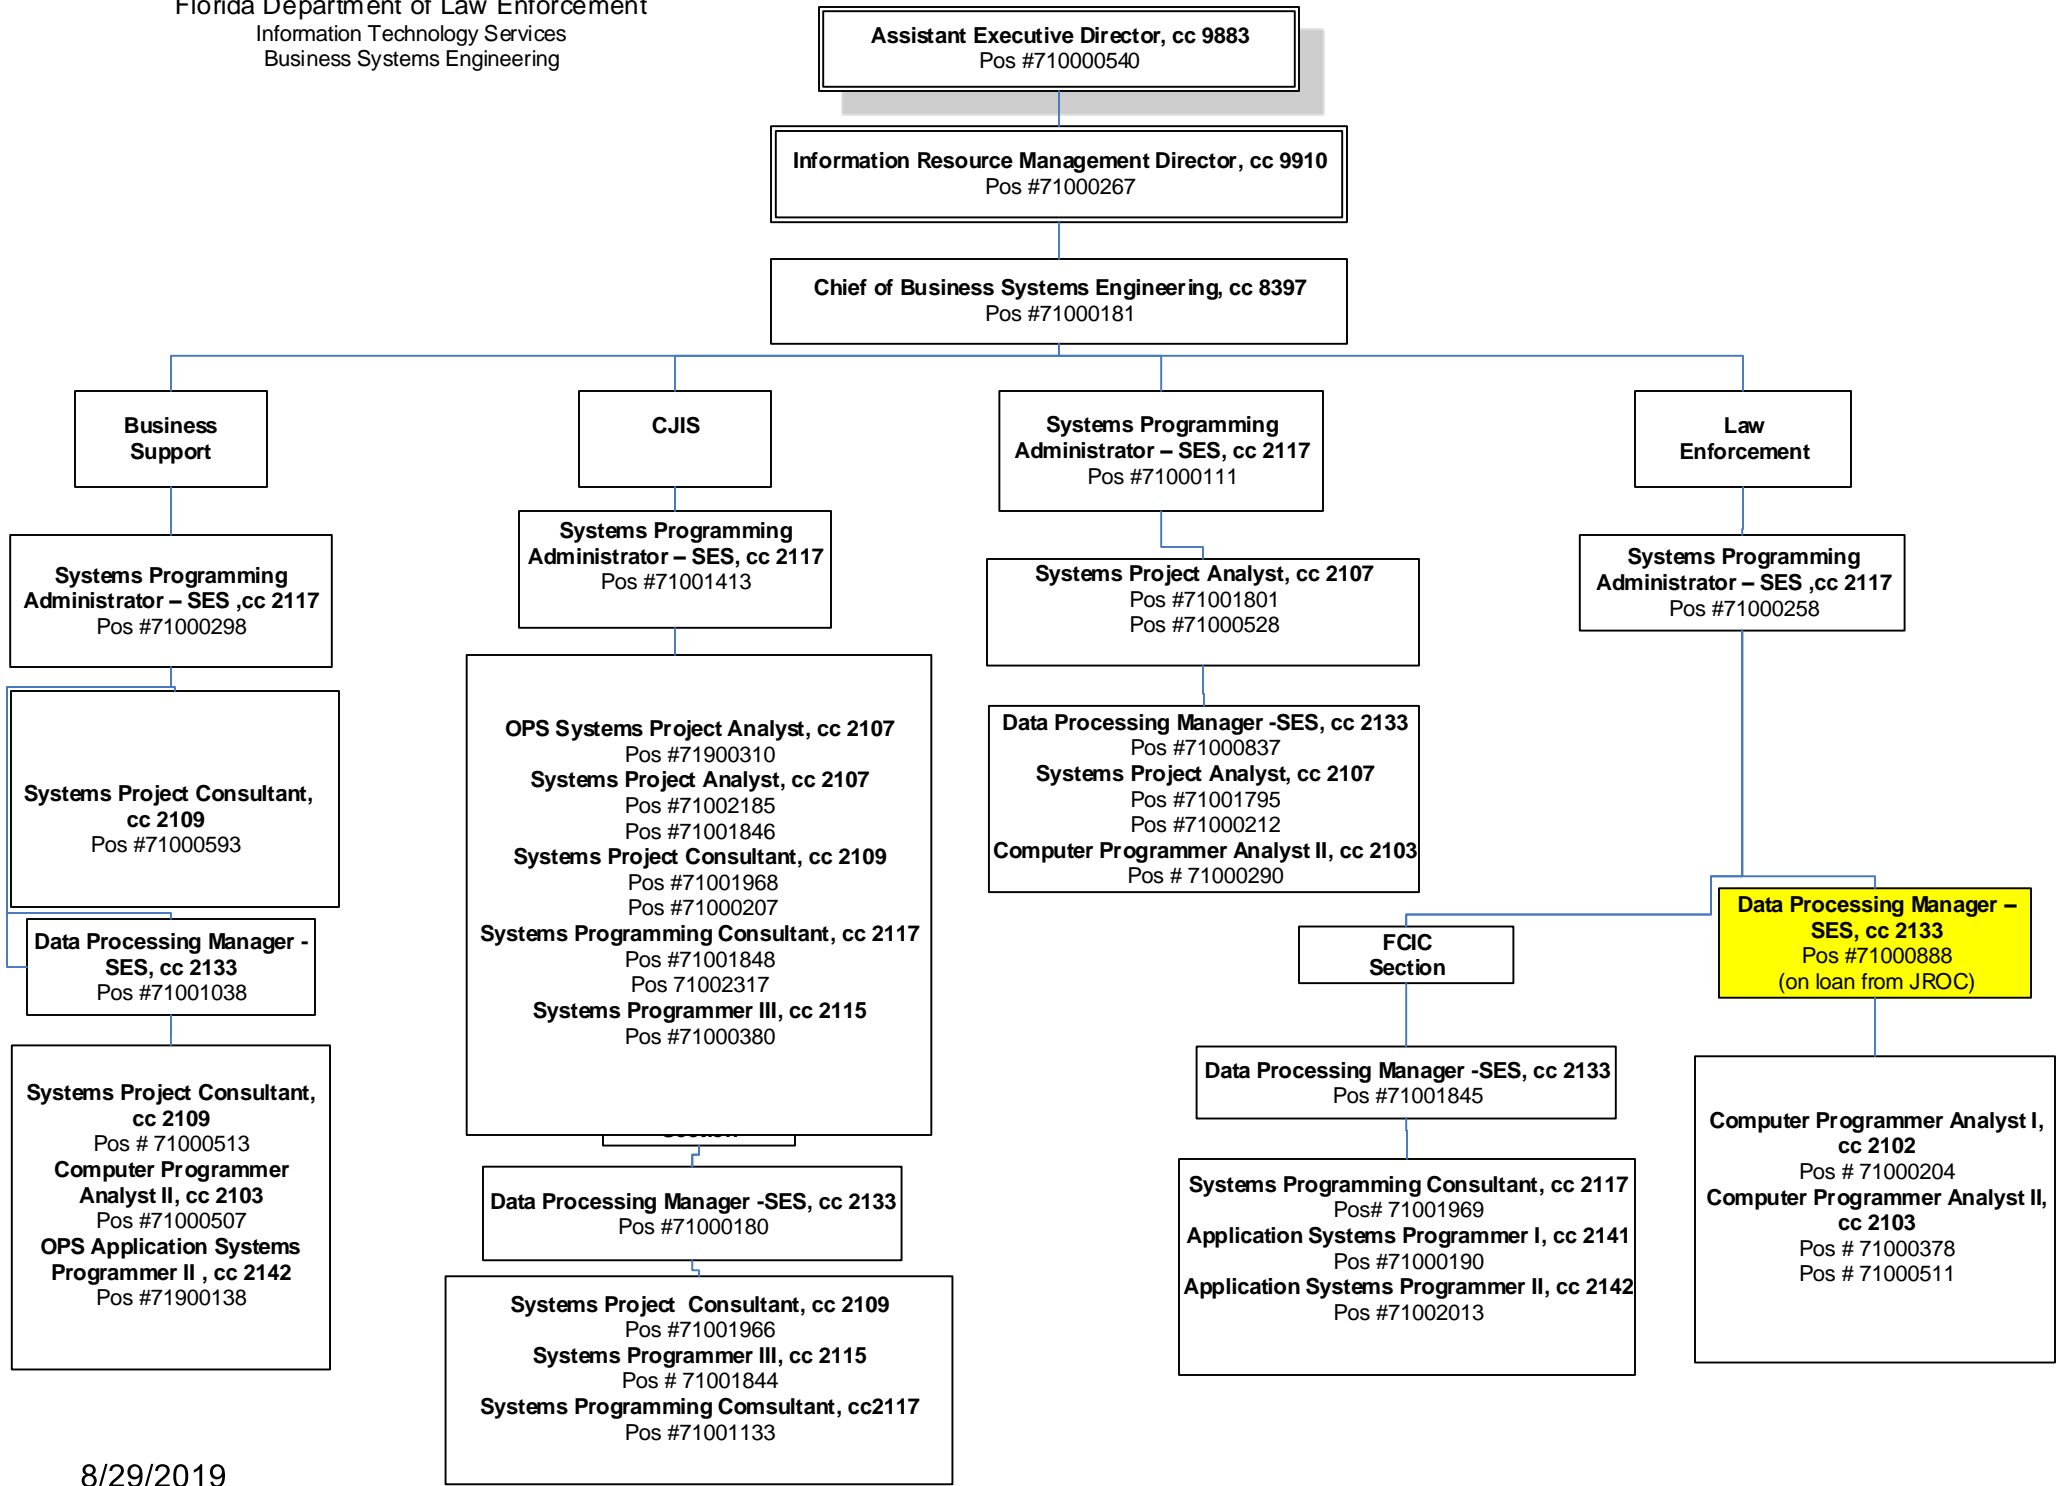 Florida Department of Law Enforcement
Information Technology Services
Business Systems Engineering
Assistant Executive Director, cc 9883
Pos #710000540
Information Resource Management Director, cc 9910
Pos #71000267
Chief of Business Systems Engineering, cc 8397
Pos #71000181
Business
Support
Systems Programming
Administrator – SES ,cc 2117
Pos #71000298
Systems Project Consultant,
cc 2109
Pos #71000593
Data Processing Manager -
SES, cc 2133
Pos #71001038
Systems Project Consultant,
cc 2109
Pos # 71000513
Computer Programmer
Analyst II, cc 2103
Pos #71000507
OPS Application Systems
Programmer II , cc 2142
Pos #71900138
CJIS
Systems Programming
Administrator – SES, cc 2117
Pos #71001413
OPS Systems Project Analyst, cc 2107
Pos #71900310
Systems Project Analyst, cc 2107
Pos #71002185
Pos #71001846
Systems Project Consultant, cc 2109
Pos #71001968
Pos #71000207
Systems Programming Consultant, cc 2117
Pos #71001848
Pos 71002317
Systems Programmer III, cc 2115
Pos #71000380
Section
Data Processing Manager -SES, cc 2133
Pos #71000180
Systems Project Consultant, cc 2109
Pos #71001966
Systems Programmer III, cc 2115
Pos # 71001844
Systems Programming Comsultant, cc2117
Pos #71001133
Systems Programming
Administrator – SES, cc 2117
Pos #71000111
Systems Project Analyst, cc 2107
Pos #71001801
Pos #71000528
Data Processing Manager -SES, cc 2133
Pos #71000837
Systems Project Analyst, cc 2107
Pos #71001795
Pos #71000212
Computer Programmer Analyst II, cc 2103
Pos # 71000290
Law
Enforcement
Systems Programming
Administrator – SES ,cc 2117
Pos #71000258
FCIC
Section
Data Processing Manager -SES, cc 2133
Pos #71001845
Systems Programming Consultant, cc 2117
Pos# 71001969
Application Systems Programmer I, cc 2141
Pos #71000190
Application Systems Programmer II, cc 2142
Pos #71002013
Data Processing Manager –
SES, cc 2133
Pos #71000888
(on loan from JROC)
Computer Programmer Analyst I,
cc 2102
Pos # 71000204
Computer Programmer Analyst II,
cc 2103
Pos # 71000378
Pos # 71000511
8/29/2019